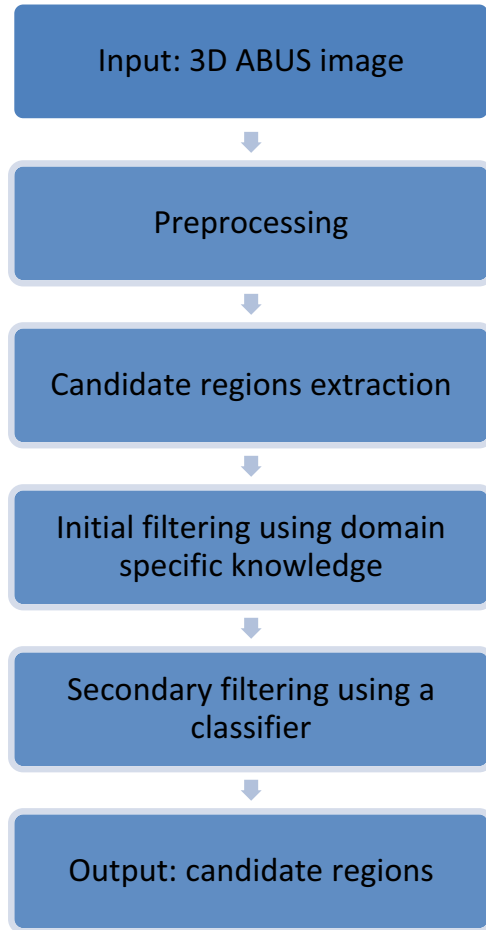 Input: 3D ABUS image
Preprocessing
Candidate regions extraction
Initial filtering using domain
specific knowledge
Secondary filtering using a
classifier
Output: candidate regions